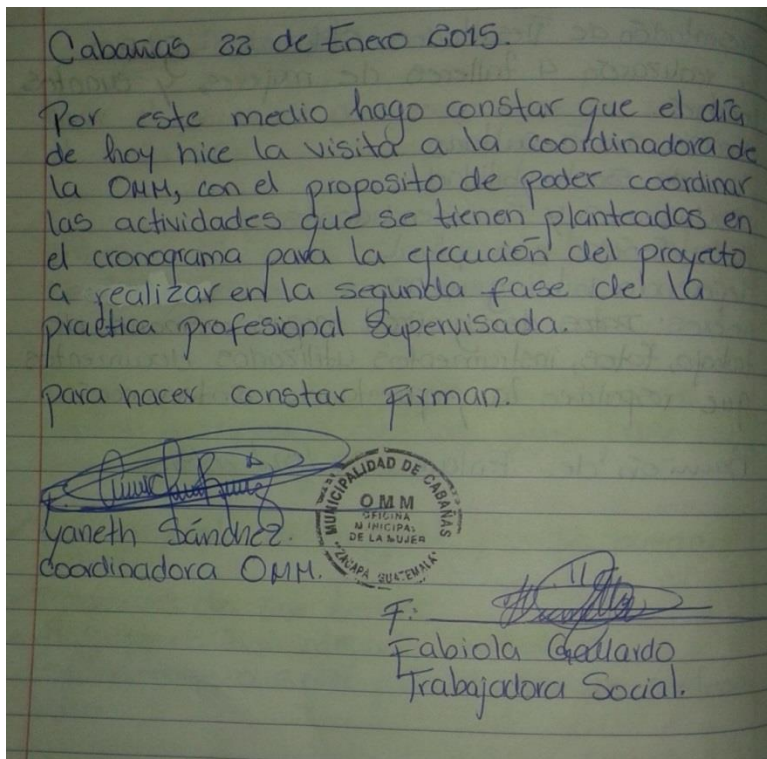 Cabañas 22 de Enero 2015.
Por este medio hago constar que el día
de hoy hice la visita a la coordinadora de
la OMM, con el proposito de poder coordinar
las actividades que se tienen planteadas en
el cronograma para la ejecución del proyecto
a realizar en la segunda fase de la
practica profesional Supervisada.
para hacer constar Firman.
Yaneth Sánchez.
Coordinadora OMM.
MUNICIPALIDAD DE CABAÑAS
OMM
OFICINA
MUNICIPAL
DE LA MUJER
ZACAPA GUATEMALA
F:
Fabiola Gallardo
Trabajadora Social.